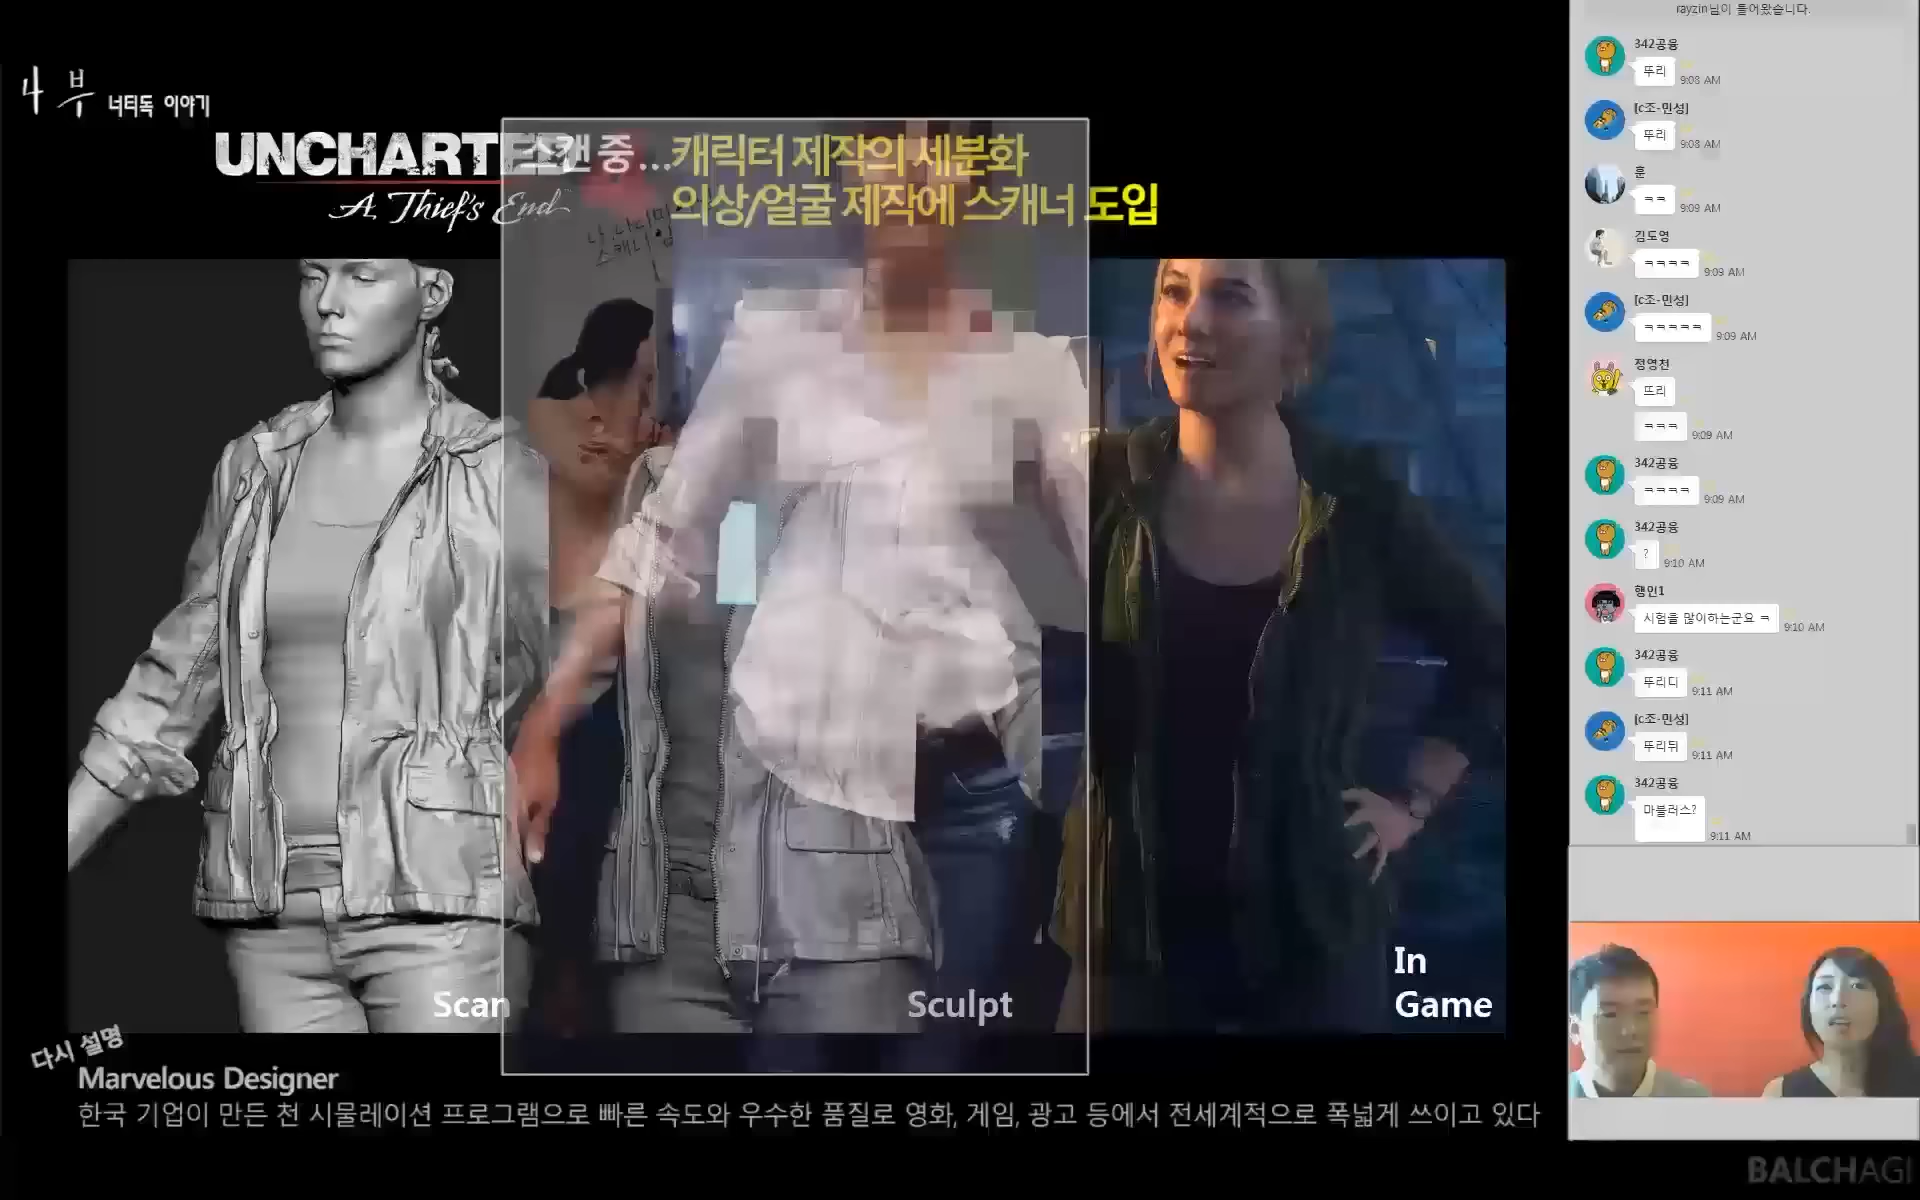 4부 너티독 이야기
UNCHARTED
A Thief's End
스캔 중...
캐릭터 제작의 세분화
의상/얼굴 제작에 스캐너 도입
Scan
Sculpt
In
Game
다시 설명
Marvelous Designer
한국 기업이 만든 천 시뮬레이션 프로그램으로 빠른 속도와 우수한 품질로 영화, 게임, 광고 등에서 전세계적으로 폭넓게 쓰이고 있다
rayzin님이 들어왔습니다.
342공융
뚜리
9:08 AM
[c조-민성]
뚜리
9:08 AM
훈
ㅋㅋ
9:09 AM
김도영
ㅋㅋㅋㅋ
9:09 AM
[c조-민성]
ㅋㅋㅋㅋㅋ
9:09 AM
정영천
뜨리
ㅋㅋㅋ
9:09 AM
342공융
ㅋㅋㅋㅋ
9:09 AM
342공융
?
9:10 AM
행인1
시험을 많이하는군요 ㅋ
9:10 AM
342공융
뚜리디
9:11 AM
[c조-민성]
뚜리뒤
9:11 AM
342공융
마블러스?
9:11 AM
BALCHAGI